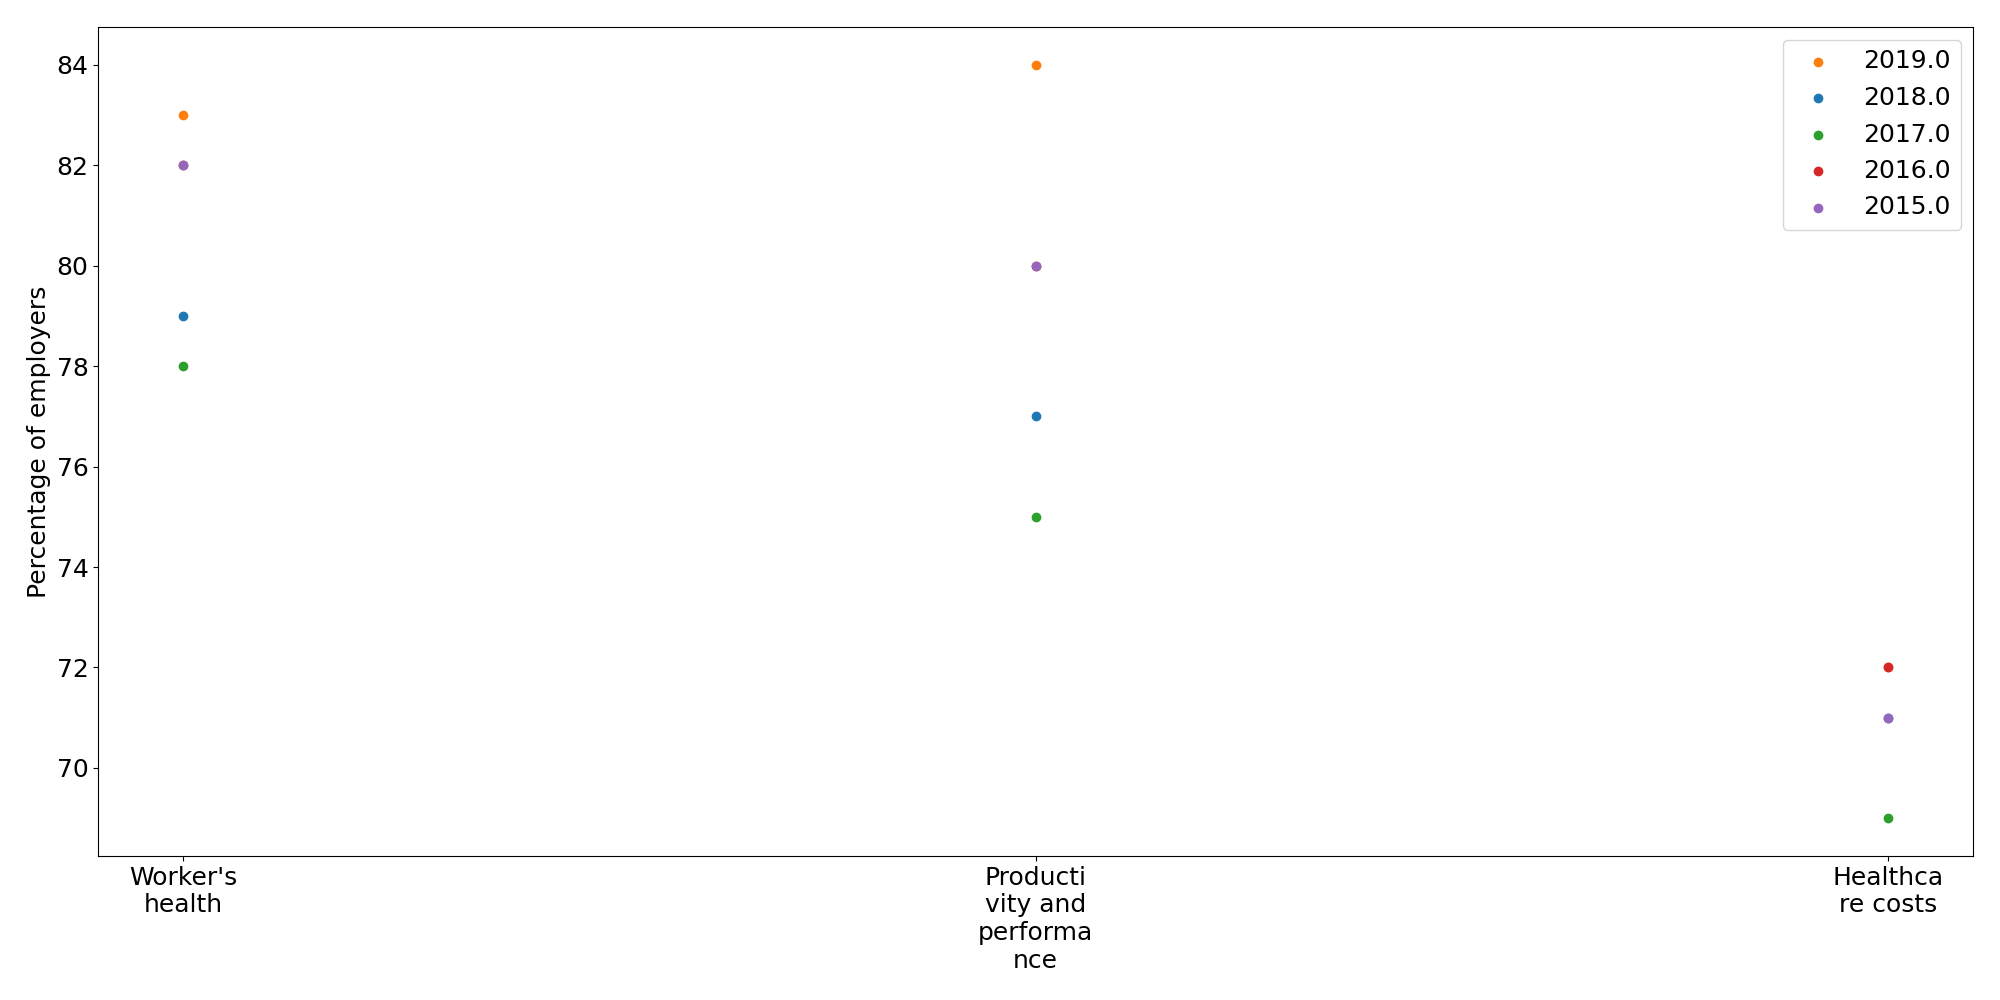 84
82
80
78
76
74
72
70
Percentage of employers
2019.0
2018.0
2017.0
2016.0
2015.0
Worker's
health
Producti
vity and
performa
nce
Healthca
re costs